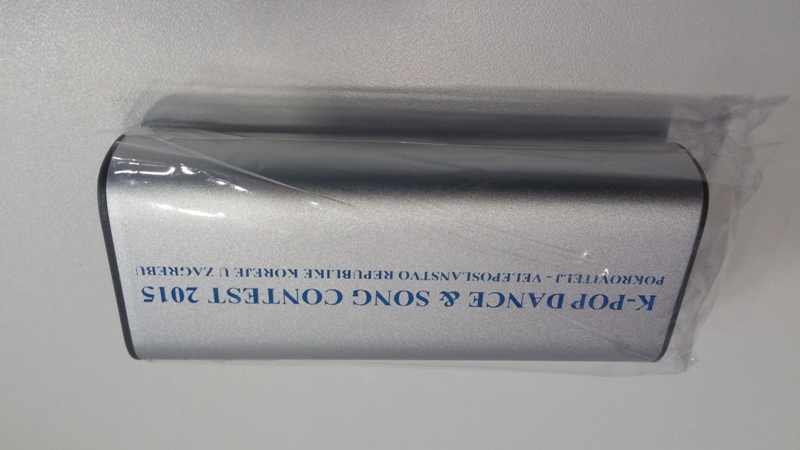 K-POP DANCE & SONG CONTEST 2015
POKROVITELJ - VELEPOSLANSTVO REPUBLIKE KOREJE U ZAGREBU